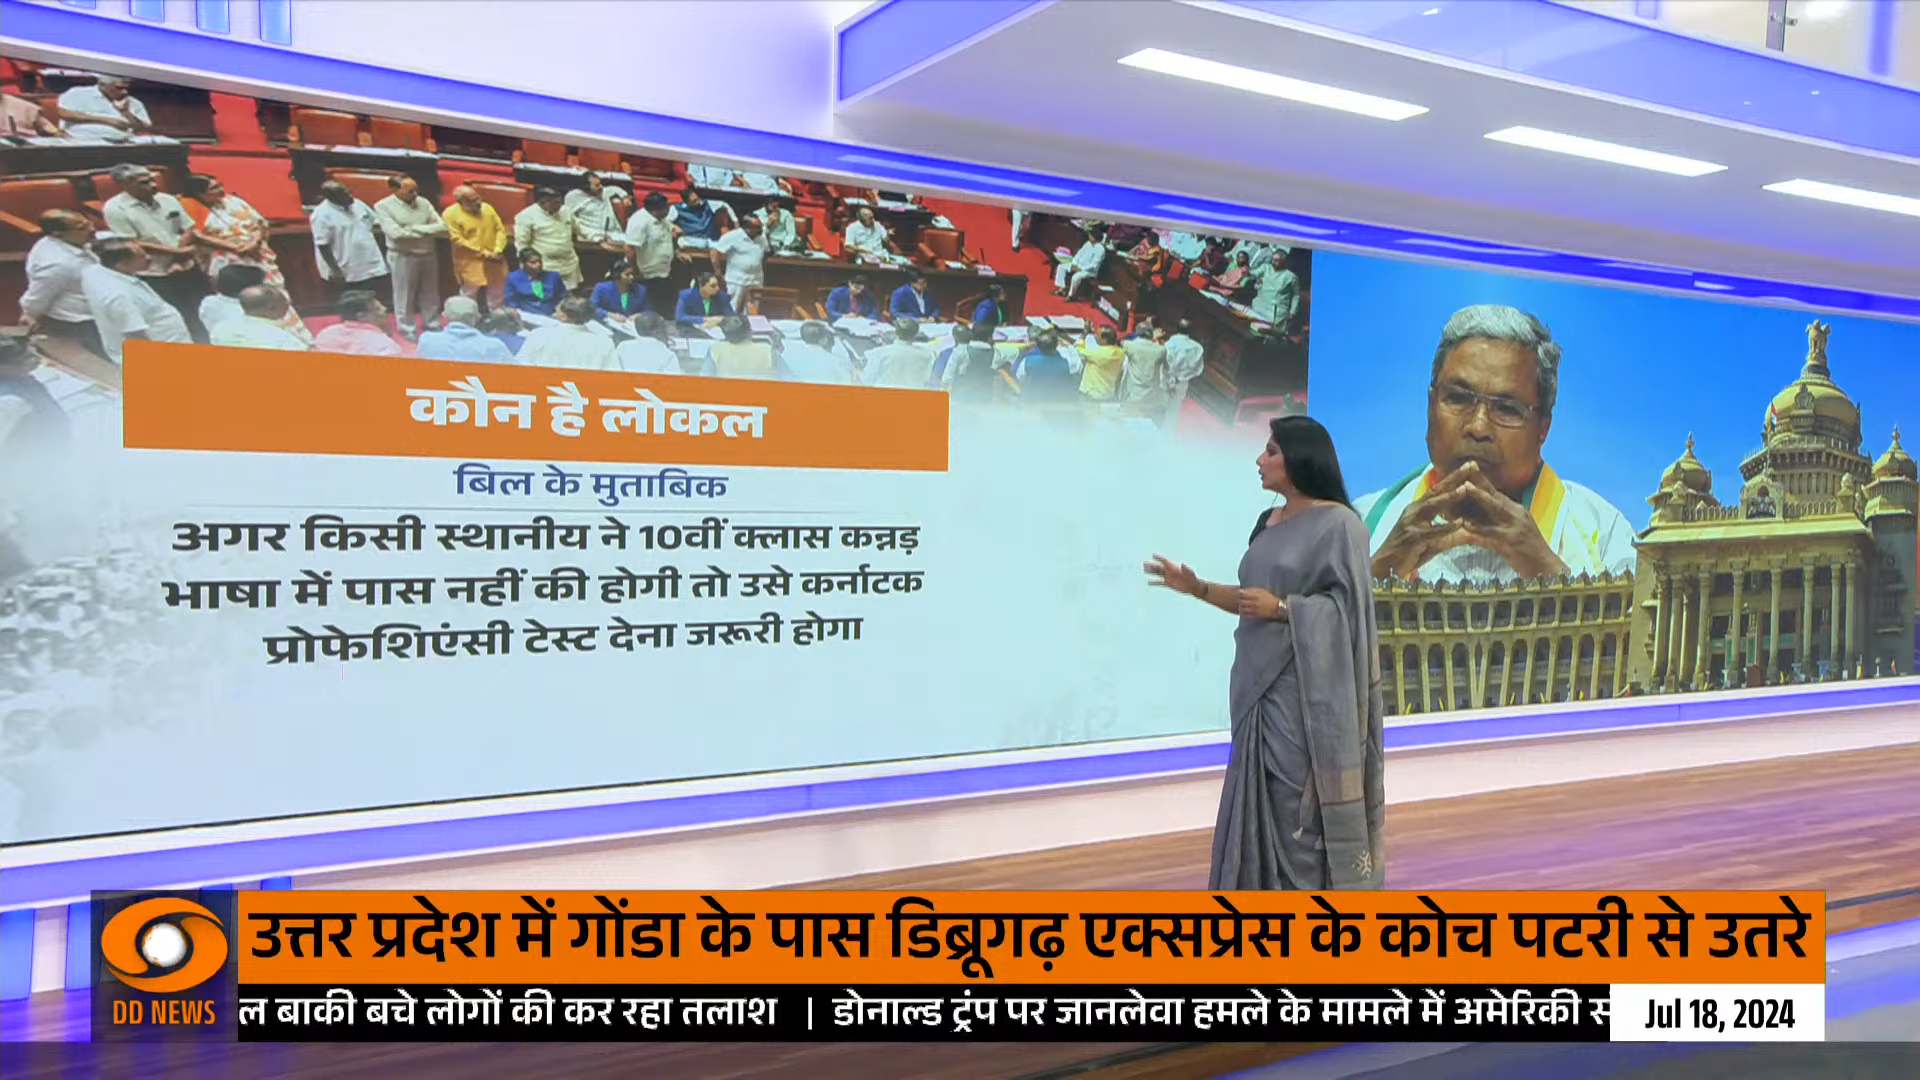 कौन है लोकल
बिल के मुताबिक
अगर किसी स्थानीय ने 10वीं क्लास कन्नड़
भाषा में पास नहीं की होगी तो उसे कर्नाटक
प्रोफेशिएंसी टेस्ट देना जरूरी होगा
उत्तर प्रदेश में गोंडा के पास डिब्रूगढ़ एक्सप्रेस के कोच पटरी से उतरे
DD NEWS
ल बाकी बचे लोगों की कर रहा तलाश | डोनाल्ड ट्रंप पर जानलेवा हमले के मामले में अमेरिकी स
Jul 18, 2024